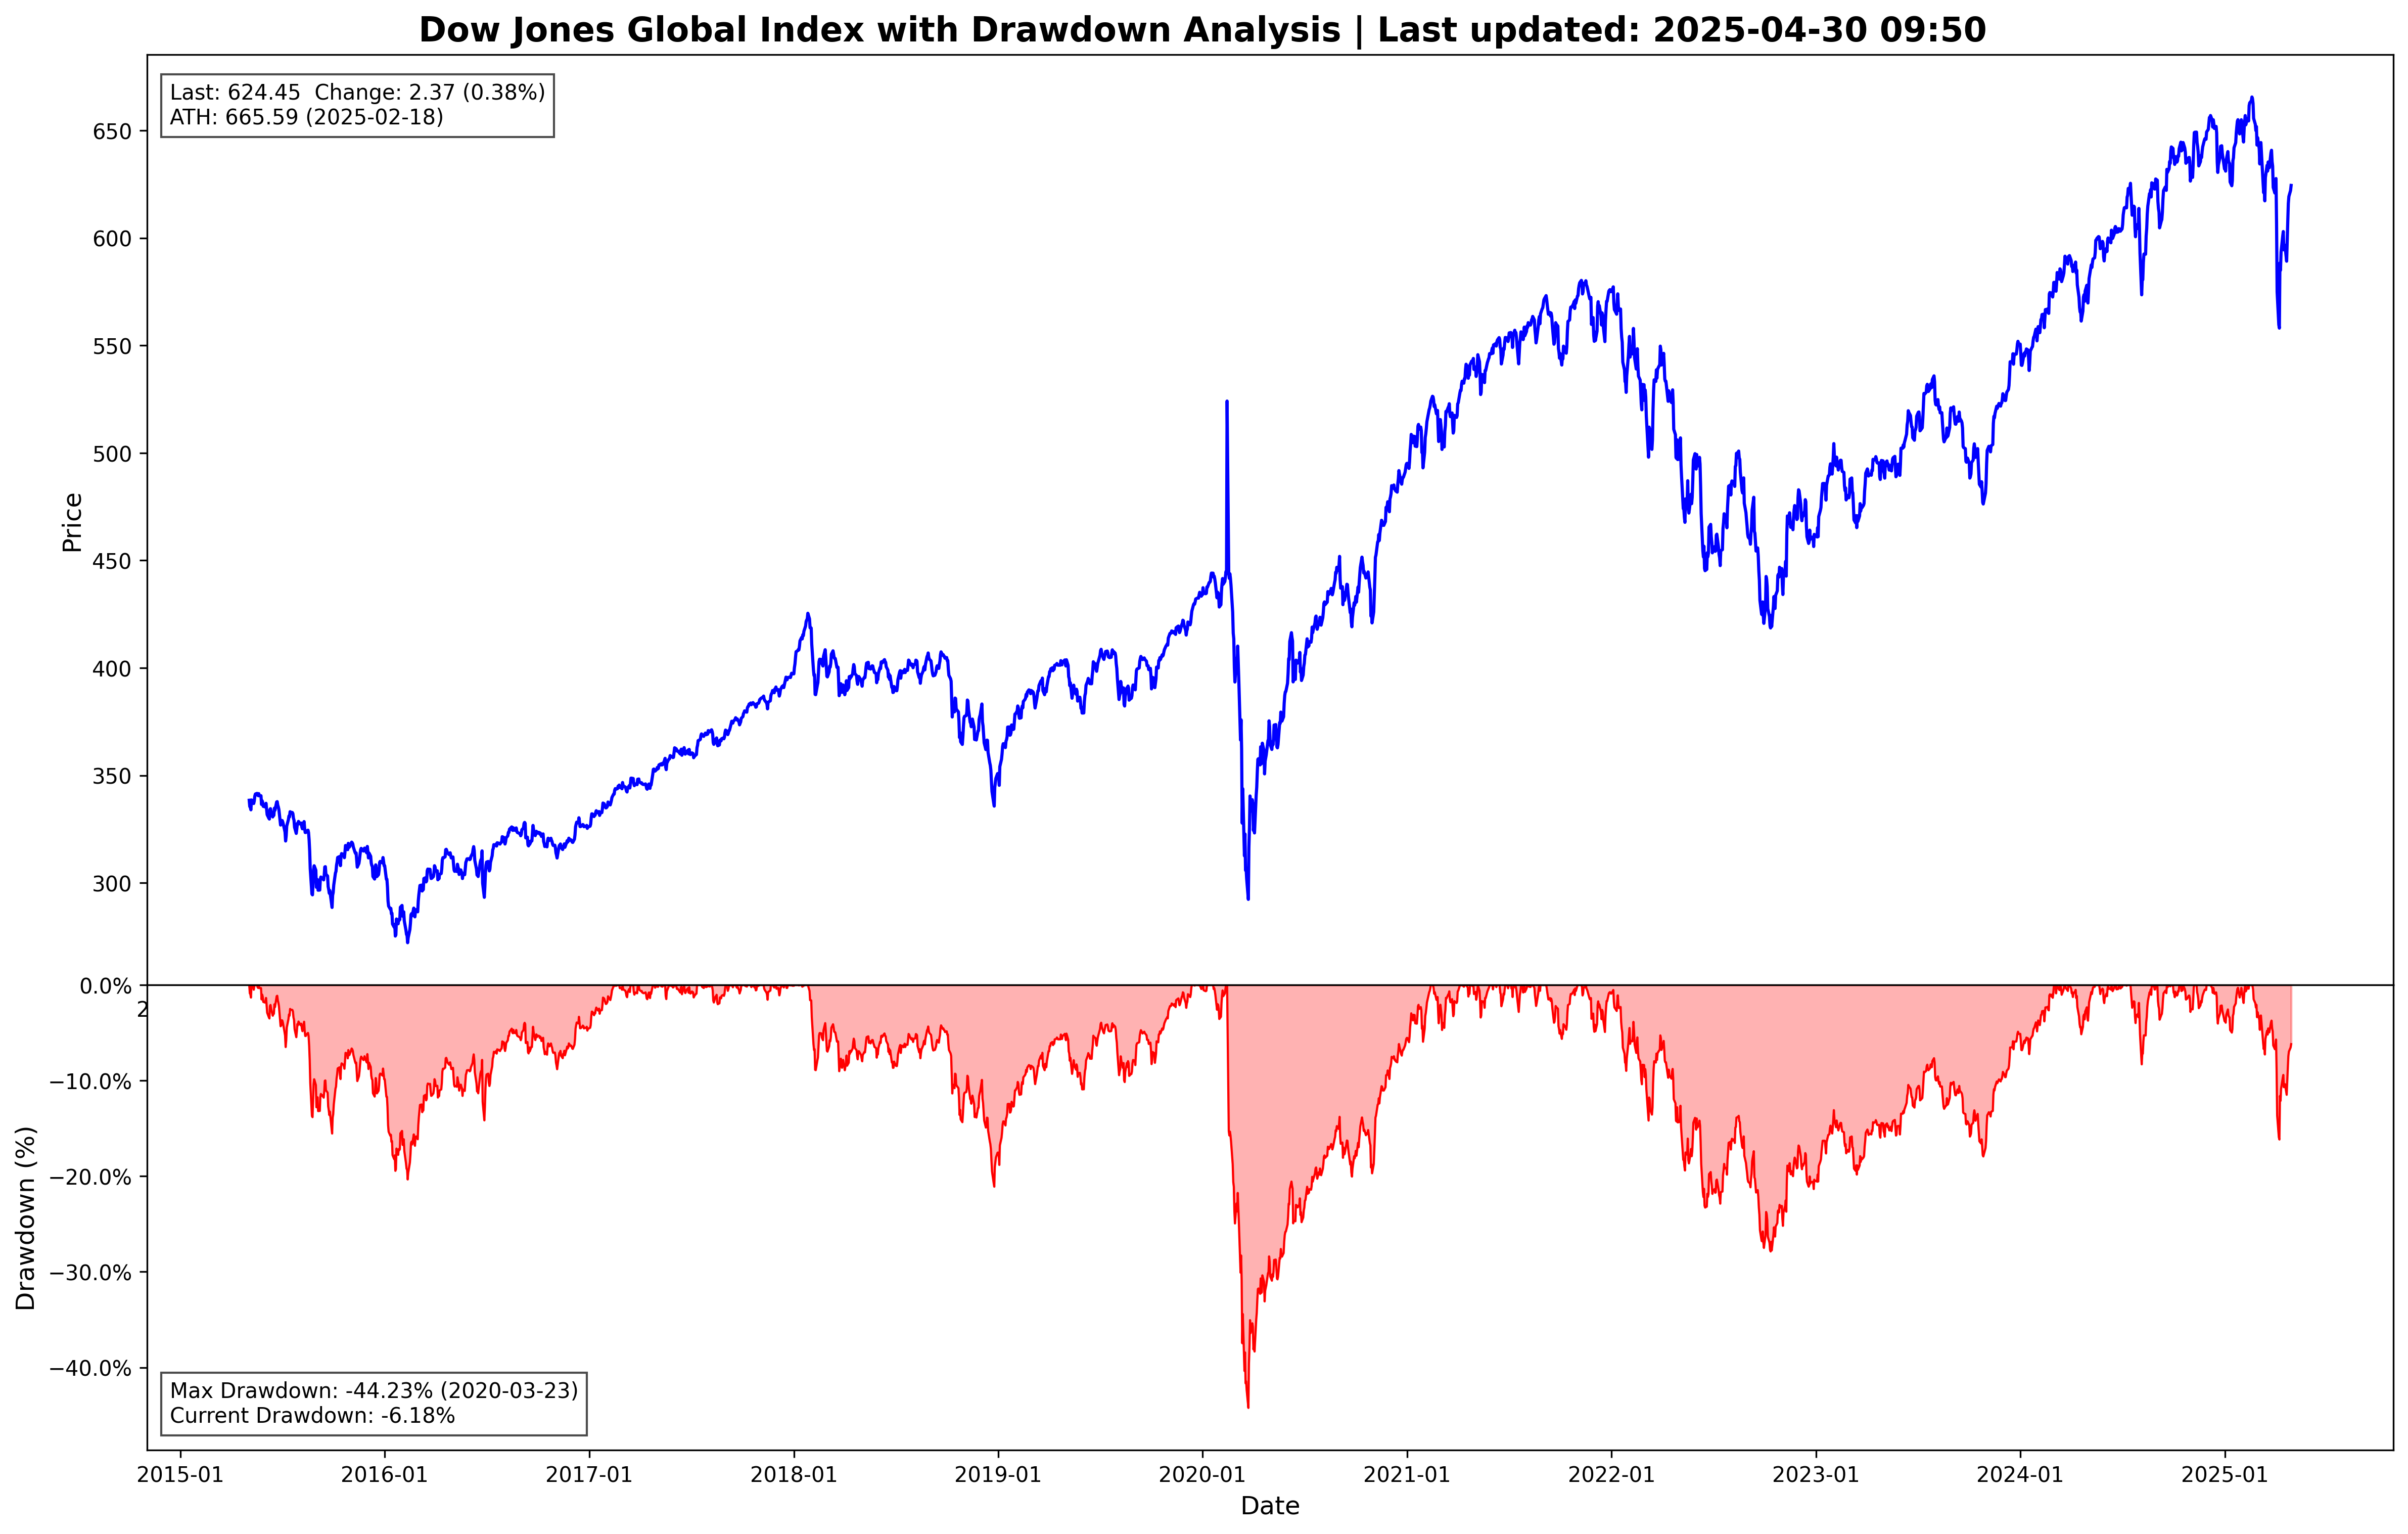 Dow Jones Global Index with Drawdown Analysis | Last updated: 2025-04-30 09:50
Last: 624.45  Change: 2.37 (0.38%)
ATH: 665.59 (2025-02-18)
650
600
550
500
450
400
350
300
Price
0.0%
2
−10.0%
−20.0%
−30.0%
−40.0%
Drawdown (%)
Max Drawdown: -44.23% (2020-03-23)
Current Drawdown: -6.18%
2015-01 2016-01 2017-01 2018-01 2019-01 2020-01 2021-01 2022-01 2023-01 2024-01 2025-01
Date